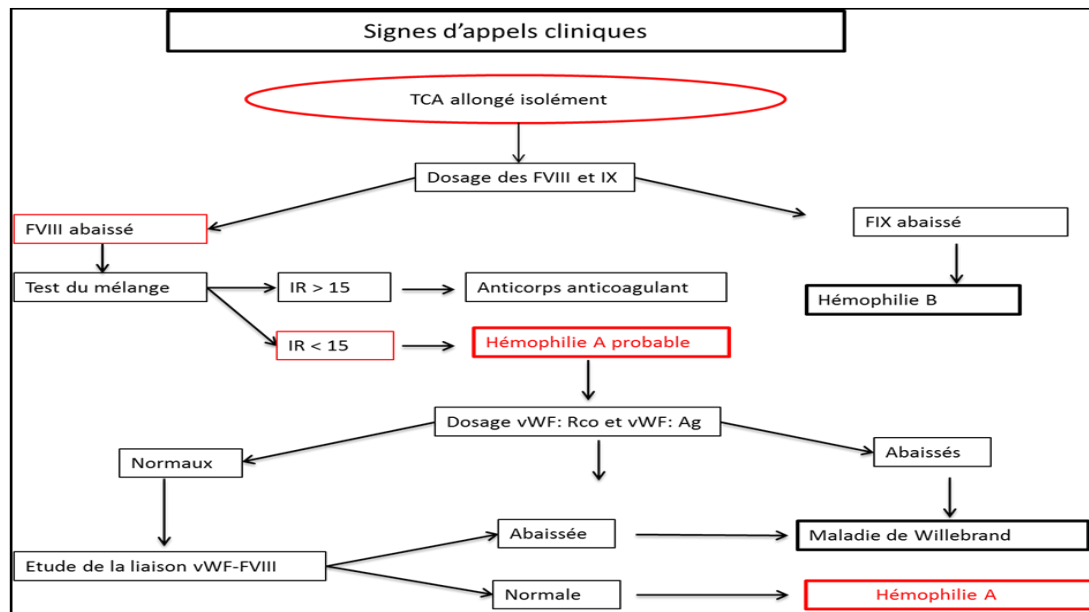 Signes d'appels cliniques
TCA allongé isolément
Dosage des FVIII et IX
FVIII abaissé
FIX abaissé
Test du mélange
IR > 15
Anticorps anticoagulant
Hémophilie B
IR < 15
Hémophilie A probable
Dosage vWF: Rco et vWF: Ag
Normaux
Abaissés
Abaissée
Maladie de Willebrand
Etude de la liaison vWF-FVIII
Normale
Hémophilie A